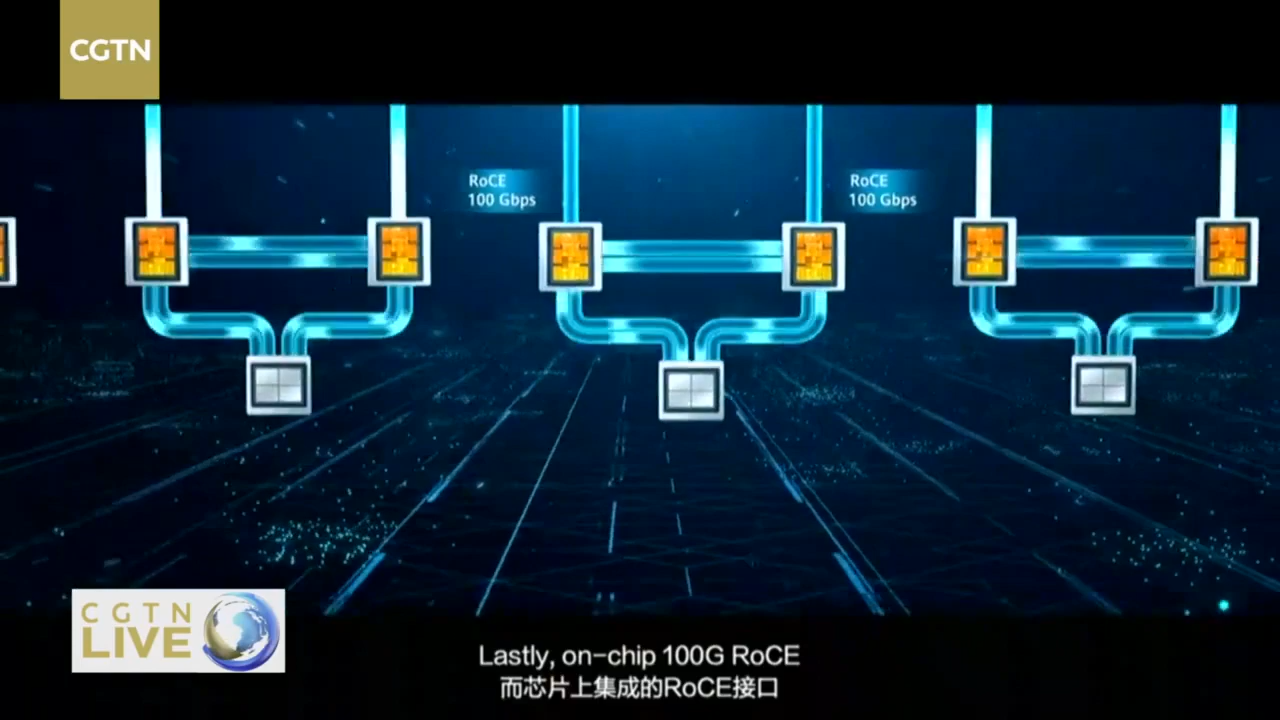 CGTN
RoCE
100 Gbps
RoCE
100 Gbps
CGTN
LIVE
Lastly, on-chip 100G RoCE
而芯片上集成的RoCE接口